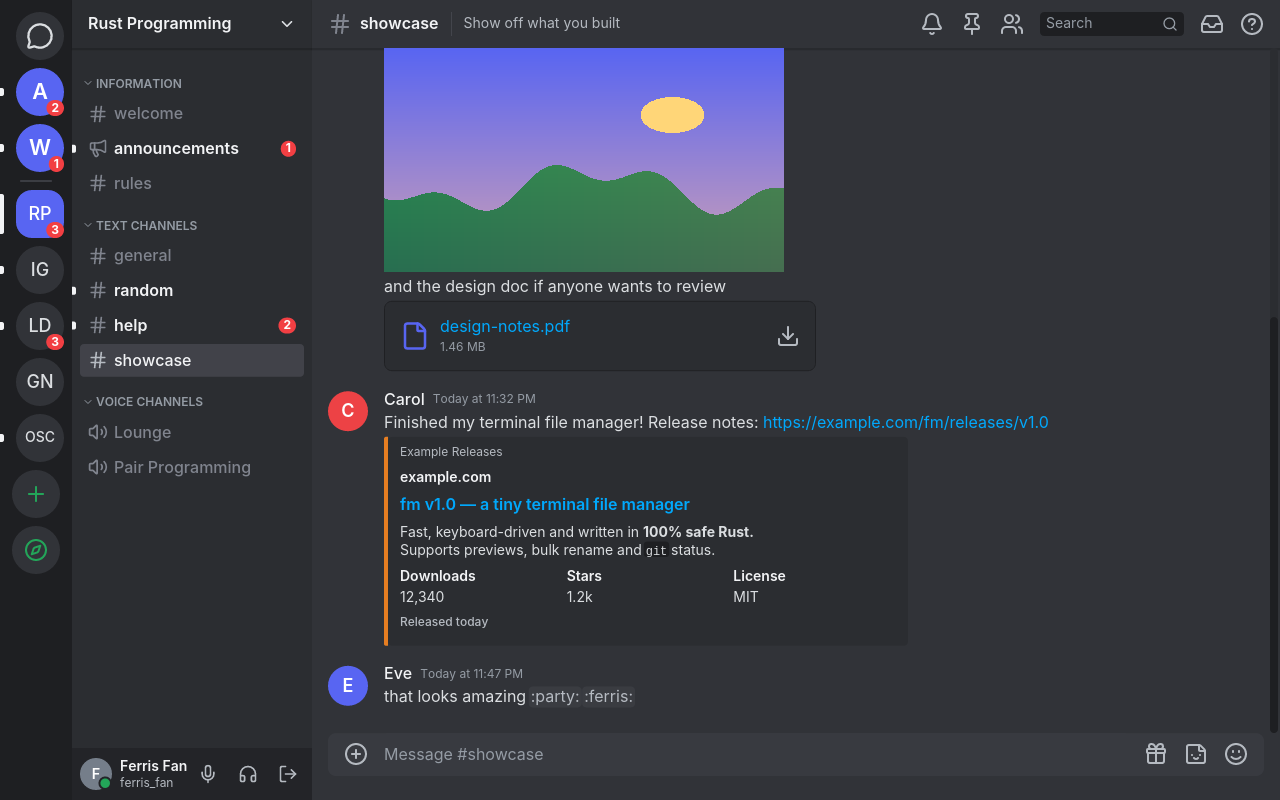 A
2
W
1
RP
3
IG
LD
3
GN
OSC
Rust Programming
INFORMATION
welcome
announcements
1
rules
TEXT CHANNELS
general
random
help
2
showcase
VOICE CHANNELS
Lounge
Pair Programming
F
Ferris Fan
ferris_fan
showcase
Show off what you built
Search
and the design doc if anyone wants to review
design-notes.pdf
1.46 MB
C
Carol Today at 11:32 PM
Finished my terminal file manager! Release notes: https://example.com/fm/releases/v1.0
Example Releases
example.com
fm v1.0 — a tiny terminal file manager
Fast, keyboard-driven and written in 100% safe Rust.
Supports previews, bulk rename and git status.
Downloads Stars License
12,340 1.2k MIT
Released today
E
Eve Today at 11:47 PM
that looks amazing :party: :ferris:
Message #showcase